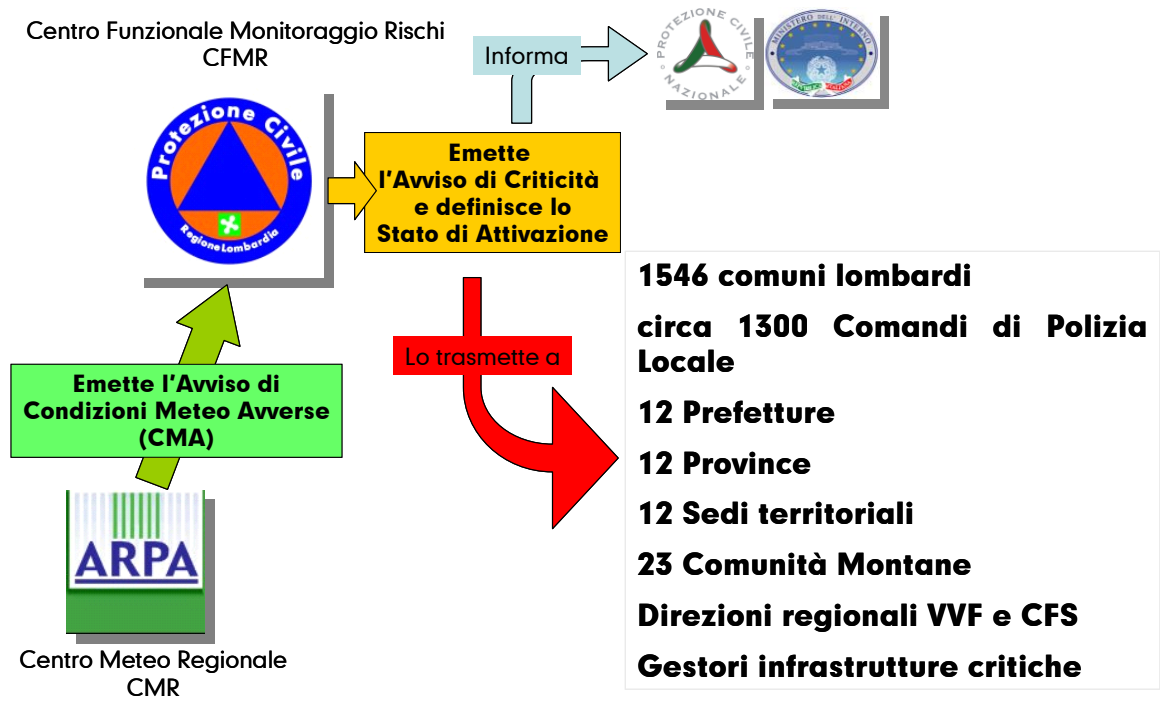 Centro Funzionale Monitoraggio Rischi
CFMR
Informa
PROTEZIONE CIVILE
NAZIONALE
MINISTERO DELL'INTERNO
Protezione Civile
RegioneLombardia
Emette
l'Avviso di Criticità
e definisce lo
Stato di Attivazione
Lo trasmette a
1546 comuni lombardi
circa 1300 Comandi di Polizia
Locale
12 Prefetture
12 Province
12 Sedi territoriali
23 Comunità Montane
Direzioni regionali VVF e CFS
Gestori infrastrutture critiche
Emette l'Avviso di
Condizioni Meteo Avverse
(CMA)
ARPA
Centro Meteo Regionale
CMR